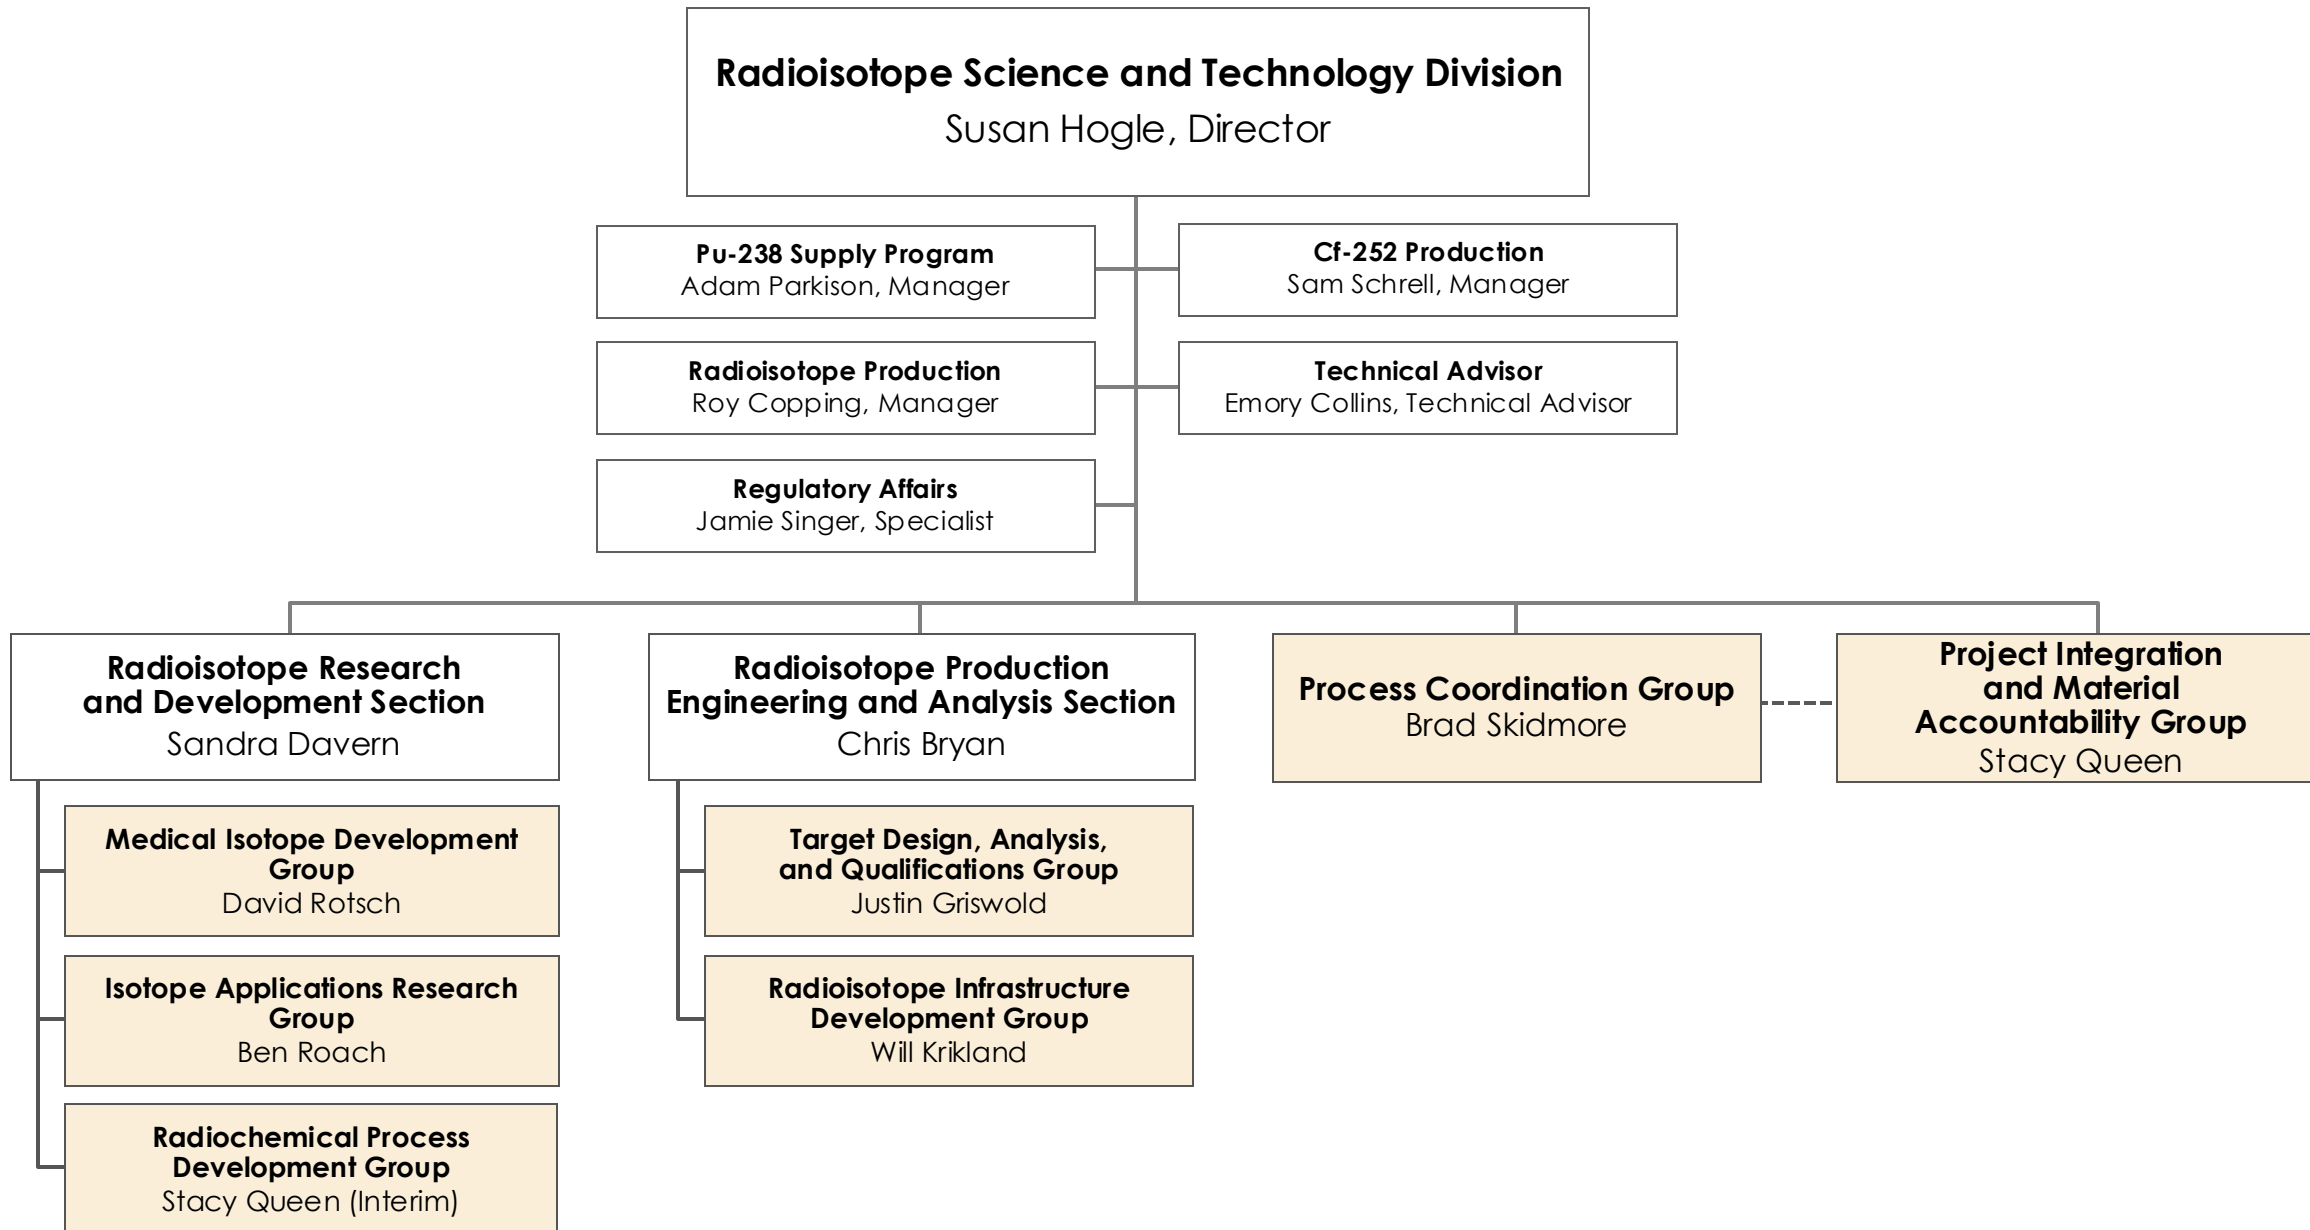 Radioisotope Science and Technology Division
Susan Hogle, Director
Pu-238 Supply Program
Adam Parkison, Manager
Cf-252 Production
Sam Schrell, Manager
Radioisotope Production
Roy Copping, Manager
Technical Advisor
Emory Collins, Technical Advisor
Regulatory Affairs
Jamie Singer, Specialist
Radioisotope Research
and Development Section
Sandra Davern
Medical Isotope Development
Group
David Rotsch
Isotope Applications Research
Group
Ben Roach
Radiochemical Process
Development Group
Stacy Queen (Interim)
Radioisotope Production
Engineering and Analysis Section
Chris Bryan
Target Design, Analysis,
and Qualifications Group
Justin Griswold
Radioisotope Infrastructure
Development Group
Will Krikland
Process Coordination Group
Brad Skidmore
Project Integration
and Material
Accountability Group
Stacy Queen